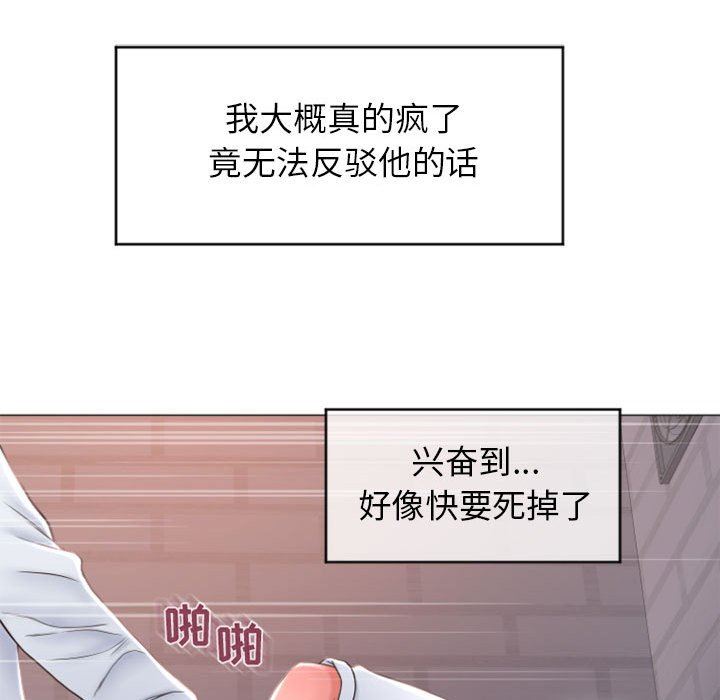 我大概真的疯了
竟无法反驳他的话
兴奋到...
好像快要死掉了
啪
啪